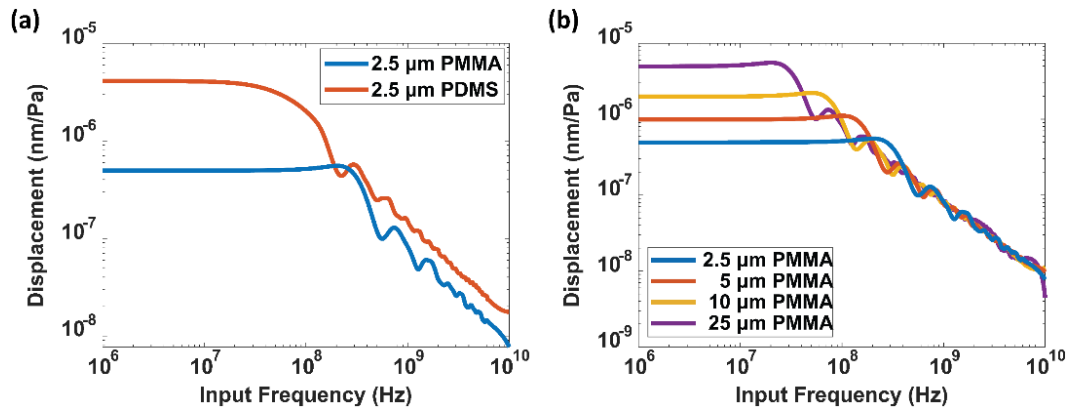 (a)
10^-5
10^-6
10^-7
10^-8
Displacement (nm/Pa)
2.5 µm PMMA
2.5 µm PDMS
10^6 10^7 10^8 10^9 10^10
Input Frequency (Hz)
(b)
10^-5
10^-6
10^-7
10^-8
10^-9
Displacement (nm/Pa)
2.5 µm PMMA
5 µm PMMA
10 µm PMMA
25 µm PMMA
10^6 10^7 10^8 10^9 10^10
Input Frequency (Hz)